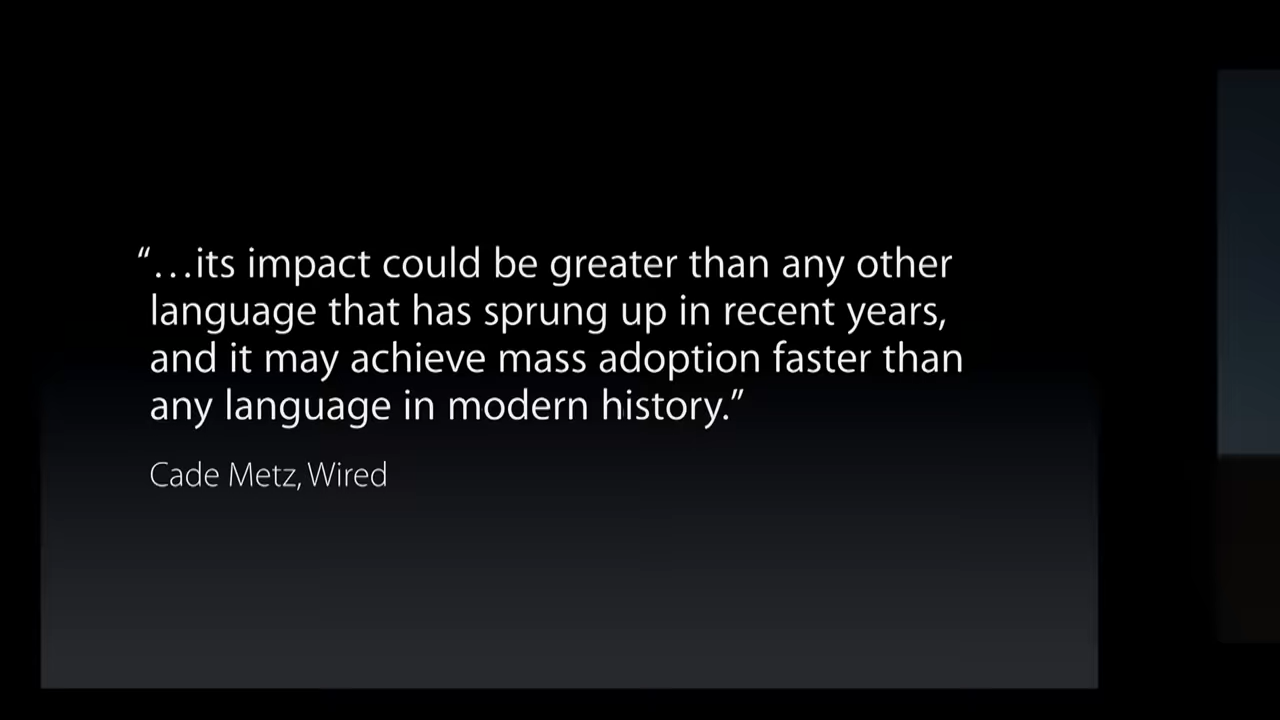 “…its impact could be greater than any other
language that has sprung up in recent years,
and it may achieve mass adoption faster than
any language in modern history.”
Cade Metz, Wired